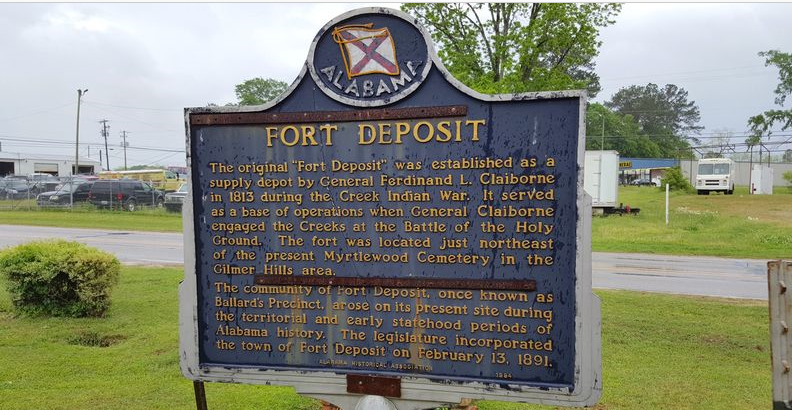 ALABAMA
FORT DEPOSIT
The original "Fort Deposit" was established as a
supply depot by General Ferdinand L. Claiborne
in 1813 during the Creek Indian War. It served
as a base of operations when General Claiborne
engaged the Creeks at the Battle of the Holy
Ground. The fort was located just northeast
of the present Myrtlewood Cemetery in the
Gilmer Hills area.
The community of Fort Deposit, once known as
Ballard's Precinct, arose on its present site during
the territorial and early statehood periods of
Alabama history. The legislature incorporated
the town of Fort Deposit on February 13, 1891.
ALABAMA HISTORICAL ASSOCIATION 1984